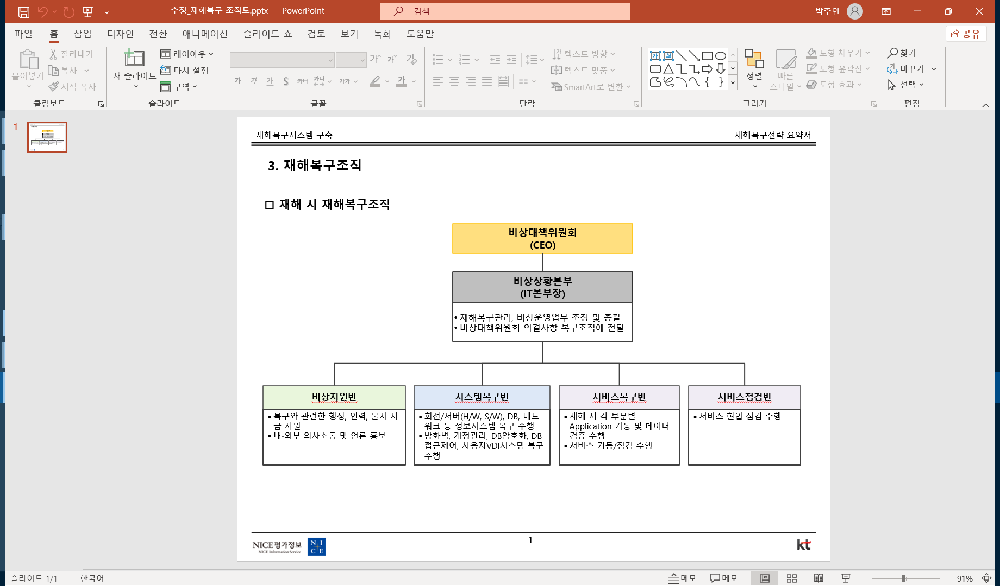 수정_재해복구 조직도.pptx - PowerPoint
검색
박주연
파일 홈 삽입 디자인 전환 애니메이션 슬라이드 쇼 검토 보기 녹화 도움말
공유
붙여넣기
잘라내기
복사
서식 복사
클립보드
새 슬라이드
레이아웃
다시 설정
구역
슬라이드
가 가 가 S 가나 가나 가가 가
글꼴
텍스트 방향
텍스트 맞춤
SmartArt로 변환
단락
정렬
빠른
스타일
도형 채우기
도형 윤곽선
도형 효과
그리기
찾기
바꾸기
선택
편집
1
재해복구시스템 구축
재해복구전략 요약서
3. 재해복구조직
□ 재해 시 재해복구조직
비상대책위원회
(CEO)
비상상황본부
(IT본부장)
• 재해복구관리, 비상운영업무 조정 및 총괄
• 비상대책위원회 의결사항 복구조직에 전달
비상지원반
▪ 복구와 관련한 행정, 인력, 물자 자
금 지원
▪ 내·외부 의사소통 및 언론 홍보
시스템복구반
▪ 회선/서버(H/W, S/W), DB, 네트
워크 등 정보시스템 복구 수행
▪ 방화벽, 계정관리, DB암호화, DB
접근제어, 사용자VDI시스템 복구
수행
서비스복구반
▪ 재해 시 각 부문별
Application 기동 및 데이터
검증 수행
▪ 서비스 기동/점검 수행
서비스점검반
▪ 서비스 현업 점검 수행
NICE평가정보
NICE Information Service
N I
C E
1
kt
슬라이드 1/1
한국어
메모
메모
91%